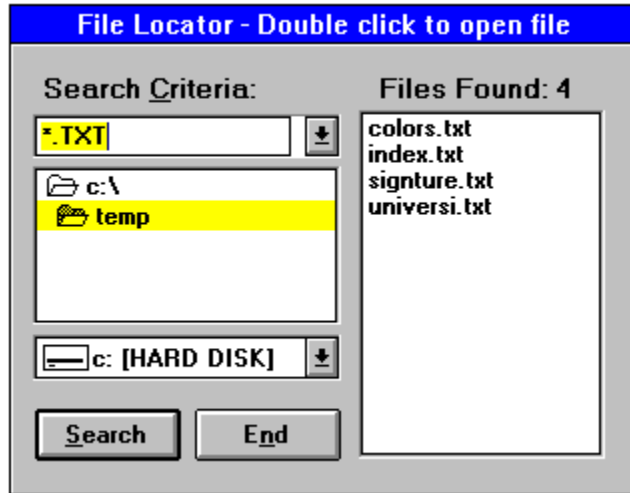 File Locator - Double click to open file
Search Criteria:
*.TXT
c:\
temp
c: [HARD DISK]
Search
End
Files Found: 4
colors.txt
index.txt
signture.txt
universi.txt